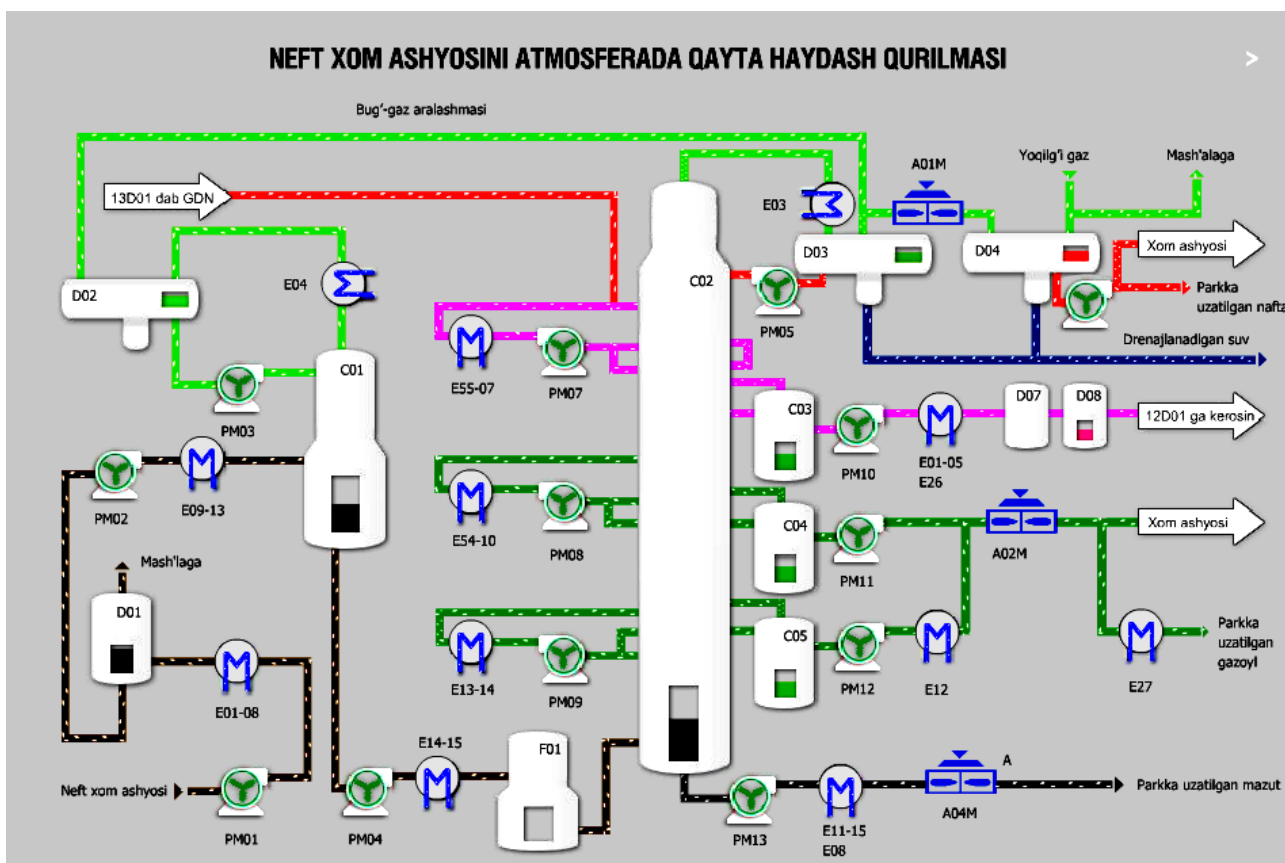 NEFT XOM ASHYOSINI ATMOSFERADA QAYTA HAYDASH QURILMASI
>
Bug'-gaz aralashmasi
A01M
Yoqilg'i gaz
Mash'alaga
13D01 dab GDN
E03
D03
D04
Xom ashyosi
D02
E04
C02
PM05
Parkka
uzatilgan nafta
Drenajlanadigan suv
C01
E55-07
PM07
PM03
C03
D07
D08
12D01 ga kerosin
PM10
E01-05
E26
PM02
E09-13
E54-10
PM08
C04
PM11
A02M
Xom ashyosi
Mash'laga
D01
E01-08
E13-14
PM09
C05
PM12
E12
E27
Parkka
uzatilgan
gazoyl
Neft xom ashyosi
PM01
PM04
E14-15
F01
PM13
E11-15
E08
A04M
A
Parkka uzatilgan mazut